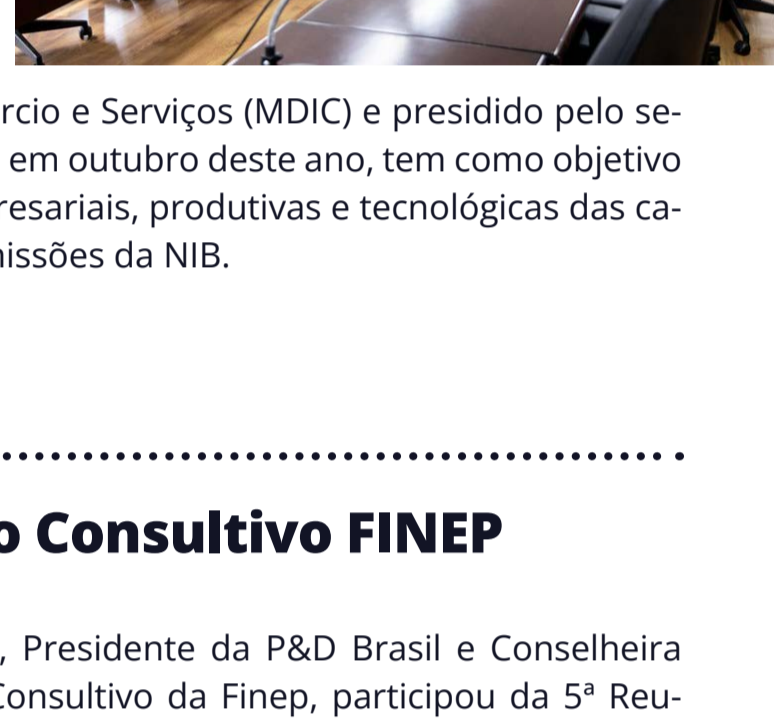 rcio e Serviços (MDIC) e presidido pelo se-
em outubro deste ano, tem como objetivo
resariais, produtivas e tecnológicas das ca-
issões da NIB.
o Consultivo FINEP
, Presidente da P&D Brasil e Conselheira
Consultivo da Finep, participou da 5ª Reu-